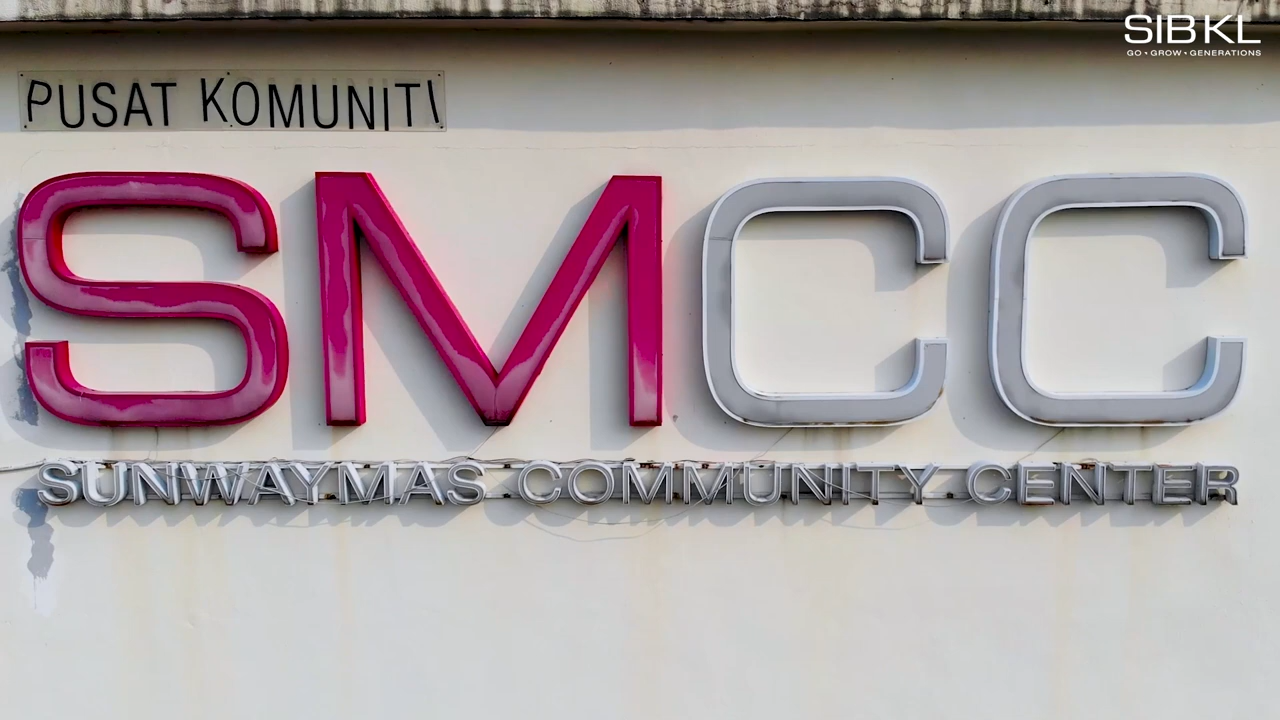 SIBKL
GO • GROW • GENERATIONS
PUSAT KOMUNITI
SMCC
SUNWAYMAS COMMUNITY CENTER